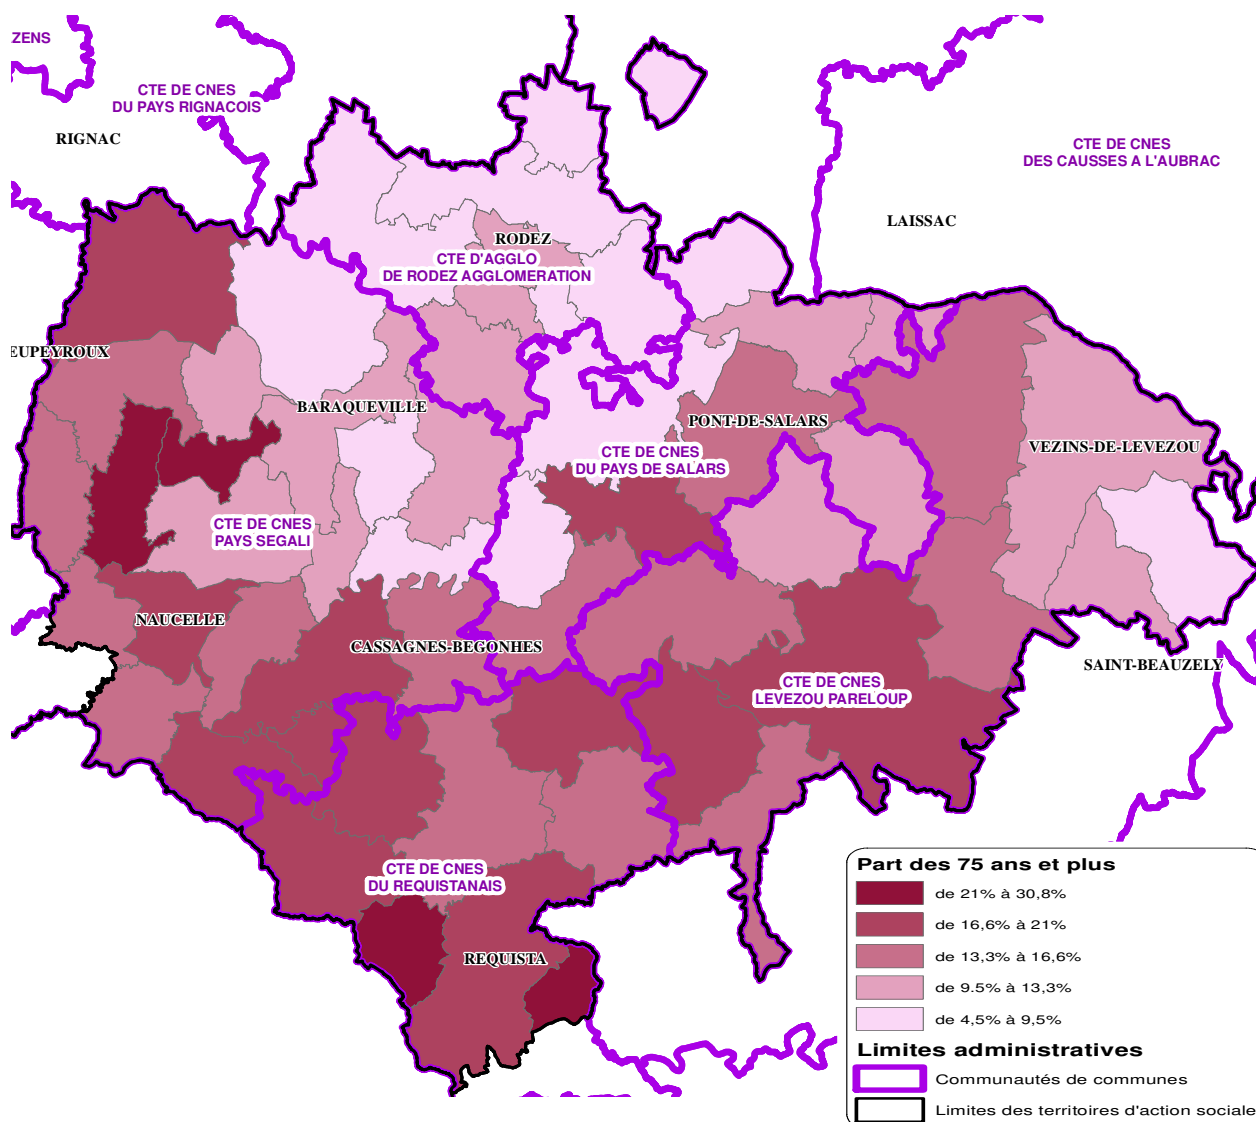 ZENS
CTE DE CNES
DU PAYS RIGNACOIS
RIGNAC
CTE DE CNES
DES CAUSSES A L'AUBRAC
LAISSAC
RODEZ
CTE D'AGGLO
DE RODEZ AGGLOMERATION
EUPEYROUX
BARAQUEVILLE
PONT-DE-SALARS
CTE DE CNES
DU PAYS DE SALARS
VEZINS-DE-LEVEZOU
CTE DE CNES
PAYS SEGALI
NAUCELLE
CASSAGNES-BEGONHES
SAINT-BEAUZELY
CTE DE CNES
LEVEZOU PARELOUP
CTE DE CNES
DU REQUISTANAIS
REQUISTA
Part des 75 ans et plus
de 21% à 30,8%
de 16,6% à 21%
de 13,3% à 16,6%
de 9.5% à 13,3%
de 4,5% à 9,5%
Limites administratives
Communautés de communes
Limites des territoires d'action sociale